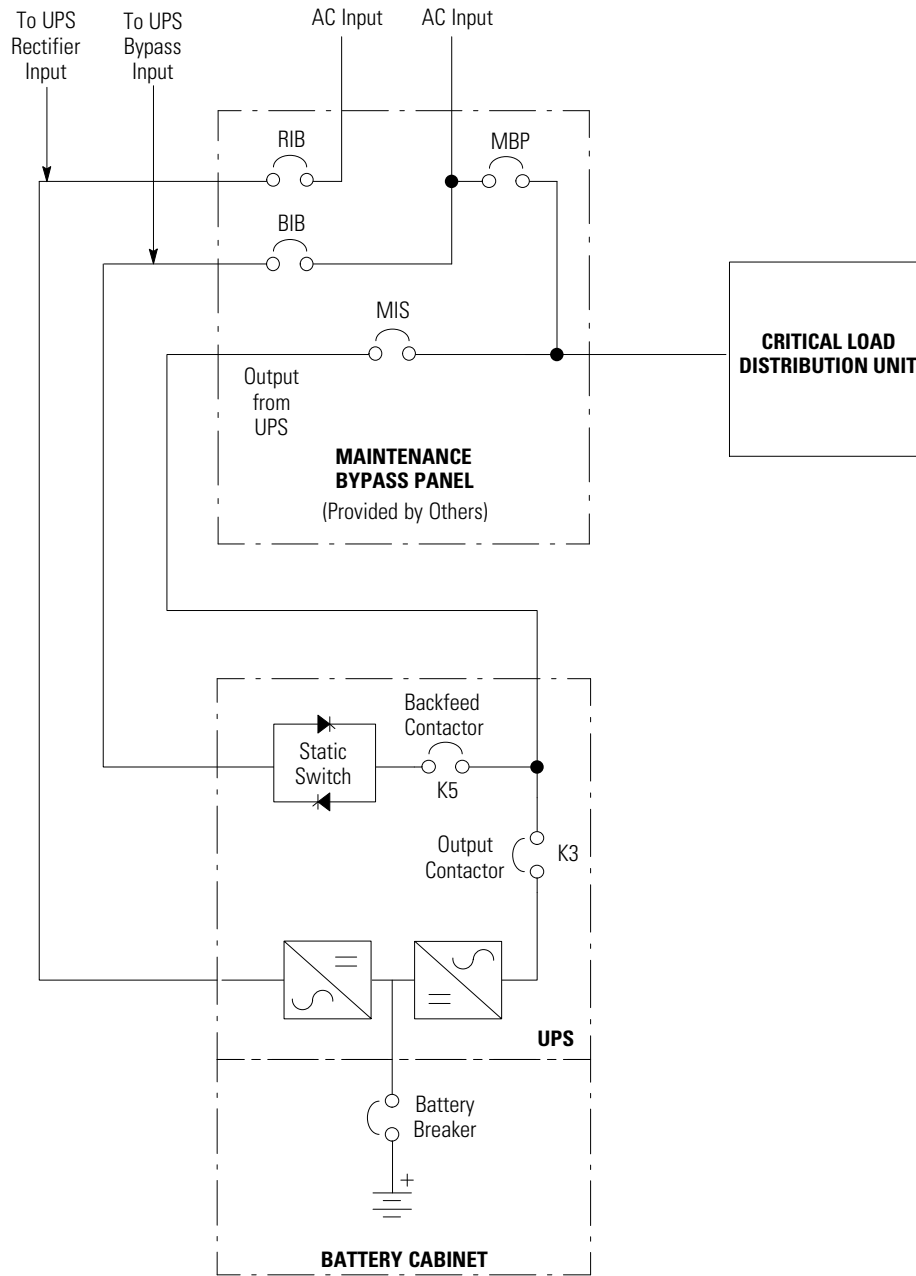 To UPS
Rectifier
Input
To UPS
Bypass
Input
AC Input
AC Input
RIB
MBP
BIB
MIS
Output
from
UPS
CRITICAL LOAD
DISTRIBUTION UNIT
MAINTENANCE
BYPASS PANEL
(Provided by Others)
Backfeed
Contactor
Static
Switch
K5
Output
Contactor
K3
UPS
Battery
Breaker
+
BATTERY CABINET